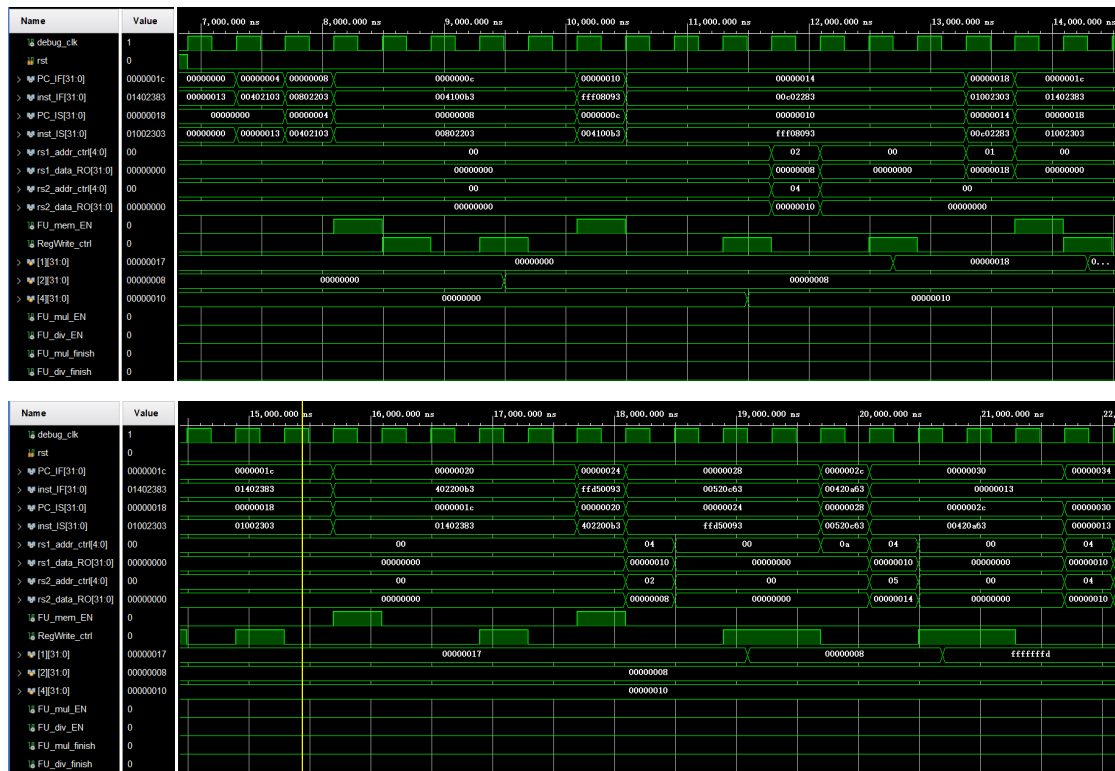 Name Value 7,000.000 ns 8,000.000 ns 9,000.000 ns 10,000.000 ns 11,000.000 ns 12,000.000 ns 13,000.000 ns 14,000.000 ns
debug_clk 1
rst 0
PC_IF[31:0] 0000001c 00000000 00000004 00000008 0000000c 00000010 00000014 00000018 0000001c
inst_IF[31:0] 01402383 00000013 00402103 00802203 004100b3 fff08093 00c02283 01002303 01402383
PC_IS[31:0] 00000018 00000000 00000004 00000008 0000000c 00000010 00000014 00000018
inst_IS[31:0] 01002303 00000000 00000013 00402103 00802203 004100b3 fff08093 00c02283 01002303
rs1_addr_ctrl[4:0] 00 00 02 00 01 00
rs1_data_RO[31:0] 00000000 00000000 00000008 00000000 00000018 00000000
rs2_addr_ctrl[4:0] 00 00 04 00
rs2_data_RO[31:0] 00000000 00000000 00000010 00000000
FU_mem_EN 0
RegWrite_ctrl 0
[1][31:0] 00000017 00000000 00000018 0...
[2][31:0] 00000008 00000000 00000008
[4][31:0] 00000010 00000000 00000010
FU_mul_EN 0
FU_div_EN 0
FU_mul_finish 0
FU_div_finish 0
Name Value 15,000.000 ns 16,000.000 ns 17,000.000 ns 18,000.000 ns 19,000.000 ns 20,000.000 ns 21,000.000 ns 22,
debug_clk 1
rst 0
PC_IF[31:0] 0000001c 0000001c 00000020 00000024 00000028 0000002c 00000030 00000034
inst_IF[31:0] 01402383 01402383 402200b3 ffd50093 00520c63 00420a63 00000013
PC_IS[31:0] 00000018 00000018 0000001c 00000020 00000024 00000028 0000002c 00000030
inst_IS[31:0] 01002303 01002303 01402383 402200b3 ffd50093 00520c63 00420a63 00000013
rs1_addr_ctrl[4:0] 00 00 04 00 0a 04 00 04
rs1_data_RO[31:0] 00000000 00000000 00000010 00000000 00000010 00000000 00000010
rs2_addr_ctrl[4:0] 00 00 02 00 05 00 04
rs2_data_RO[31:0] 00000000 00000000 00000008 00000000 00000014 00000000 00000010
FU_mem_EN 0
RegWrite_ctrl 0
[1][31:0] 00000017 00000017 00000008 fffffffd
[2][31:0] 00000008 00000008
[4][31:0] 00000010 00000010
FU_mul_EN 0
FU_div_EN 0
FU_mul_finish 0
FU_div_finish 0